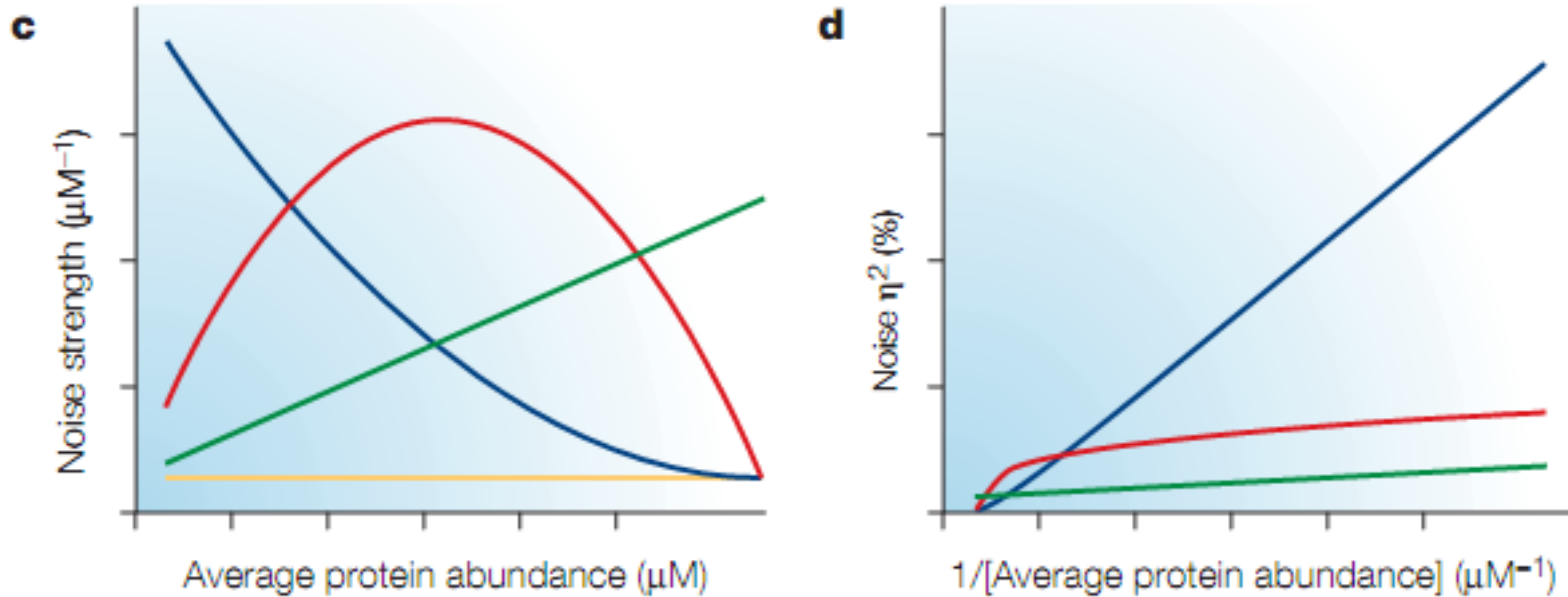 c
Noise strength (μM⁻¹)
Average protein abundance (μM)
d
Noise η² (%)
1/[Average protein abundance] (μM⁻¹)